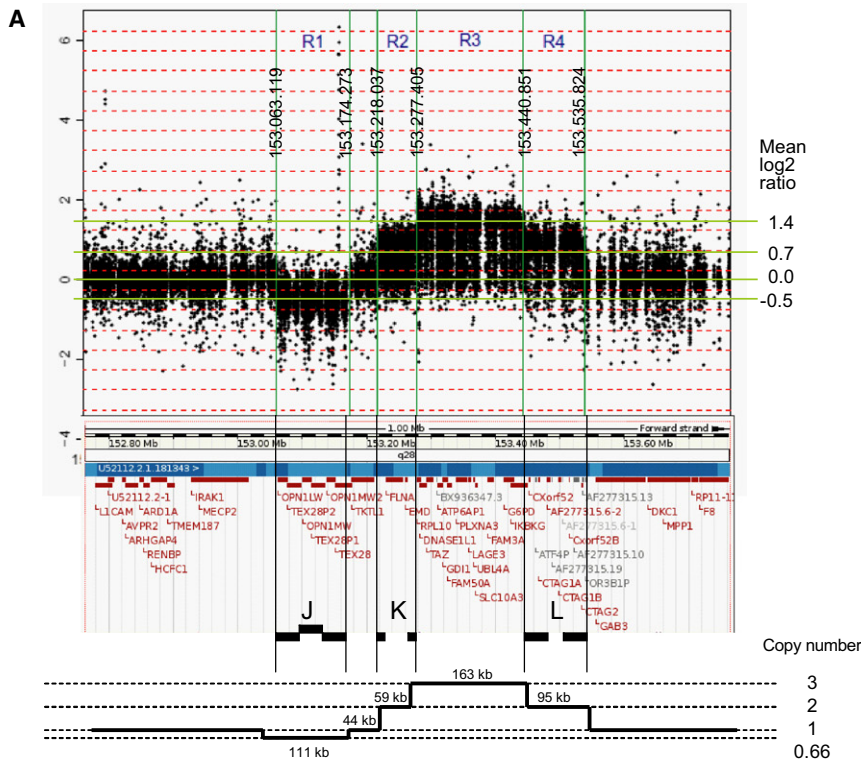 A
R1 R2 R3 R4
6
4
2
0
-2
-4
153.063.119
153.174.273
153.218.037
153.277.405
153.440.851
153.535.824
Mean
log2
ratio
1.4
0.7
0.0
-0.5
1.00 Mb Forward strand
152.80 Mb 153.00 Mb 153.20 Mb 153.40 Mb 153.60 Mb
q28
U52112.2.1.181343 >
U52112.2-1 IRAK1 OPN1LW OPN1MW2 FLNA BX936347.3 CXorf52 AF277315.13 RP11-1
L1CAM ARD1A MECP2 TEX28P2 TKTL1 EMD ATP6AP1 G6PD AF277315.6-2 DKC1 F8
AVPR2 TMEM187 OPN1MW RPL10 PLXNA3 IKBKG AF277315.6-1 MPP1
ARHGAP4 TEX28P1 DNASE1L1 FAM3A Cxorf52B
RENBP TEX28 TAZ LAGE3 ATF4P AF277315.10
HCFC1 GDI1 UBL4A AF277315.19
FAM50A CTAG1A OR3B1P
SLC10A3 CTAG1B
CTAG2
GAB3
J K L
Copy number
163 kb 3
59 kb 95 kb 2
44 kb 1
111 kb 0.66